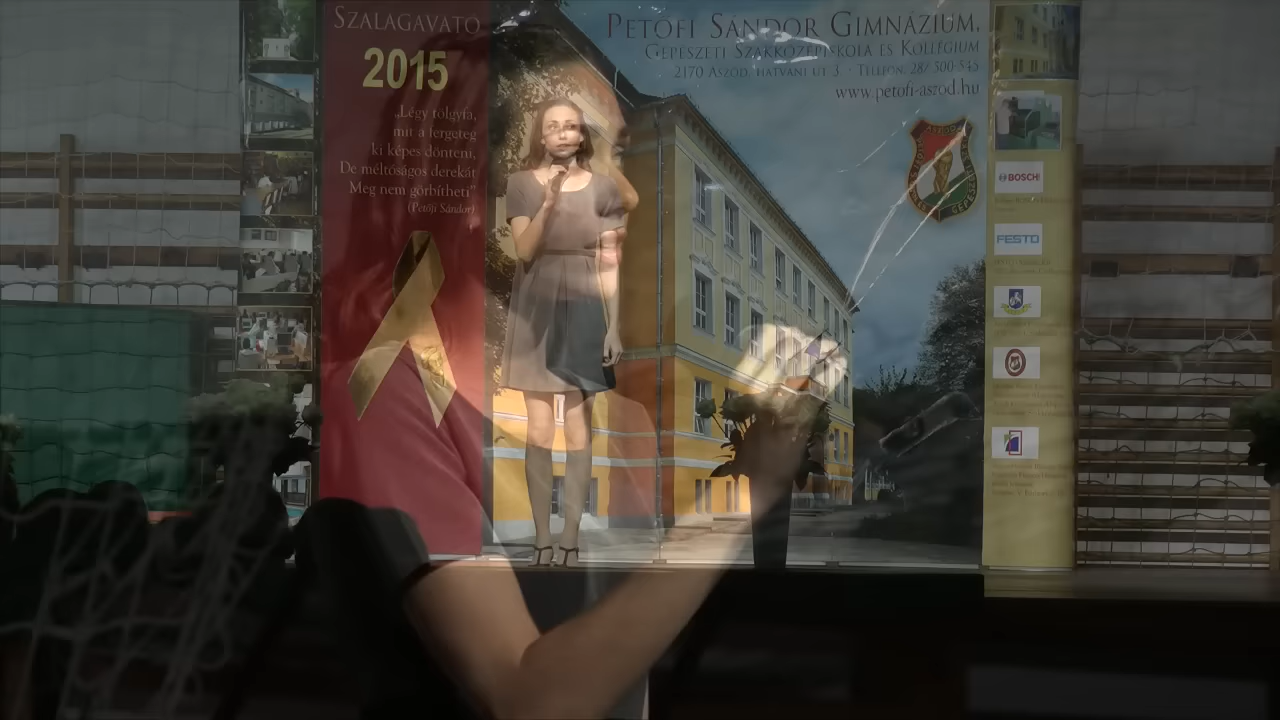 SZALAGAVATÓ
2015
„Légy tölgyfa,
mit a fergeteg
ki képes dönteni,
De méltóságos derekát
Meg nem görbítheti”
(Petőfi Sándor)
PETŐFI SÁNDOR GIMNÁZIUM,
GÉPÉSZETI SZAKKÖZÉPISKOLA ÉS KOLLÉGIUM
2170 ASZÓD, HATVANI ÚT 3. · TELEFON: 28/ 500-545
www.petofi-aszod.hu
BOSCH
FESTO